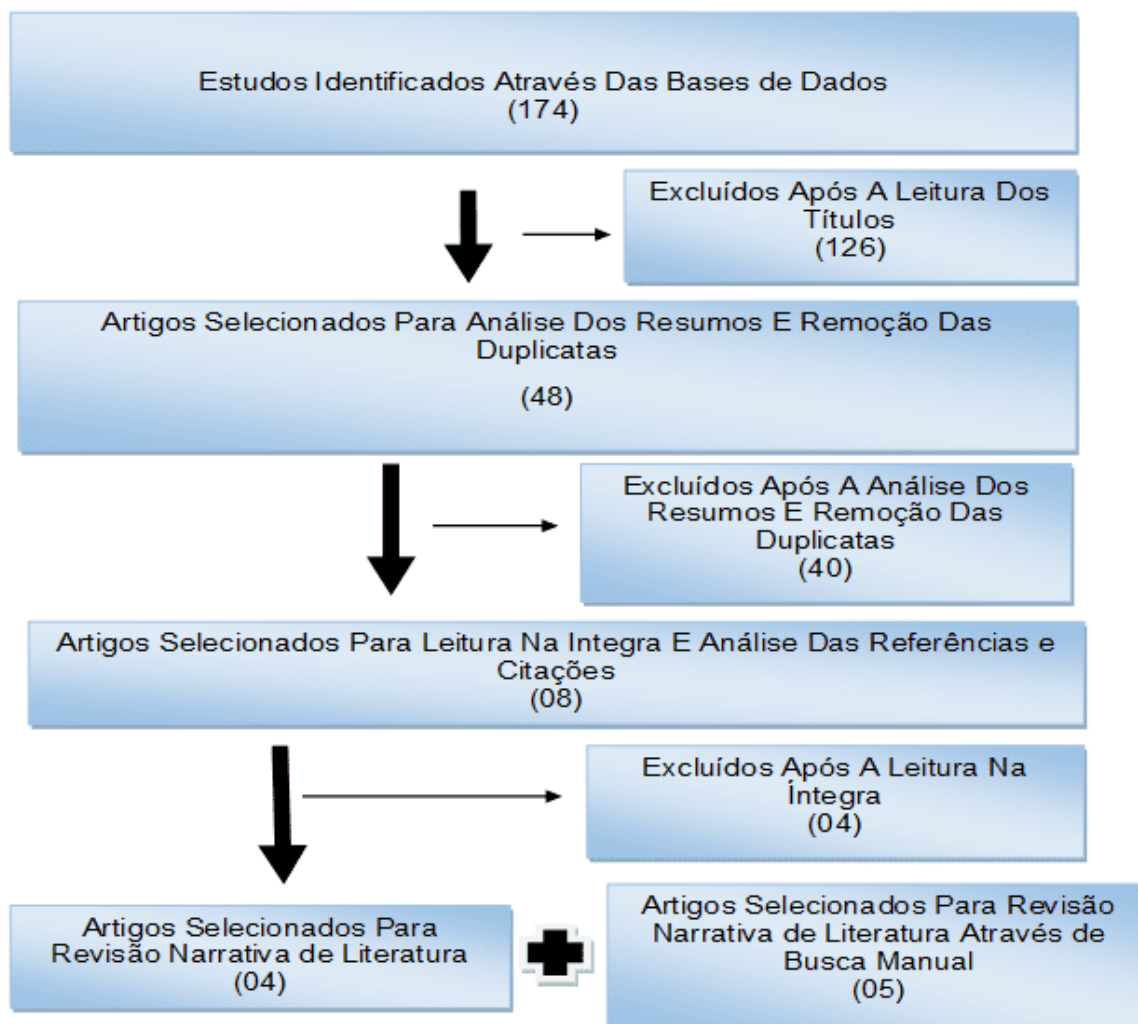 Estudos Identificados Através Das Bases de Dados
(174)
Excluídos Após A Leitura Dos
Títulos
(126)
Artigos Selecionados Para Análise Dos Resumos E Remoção Das
Duplicatas
(48)
Excluídos Após A Análise Dos
Resumos E Remoção Das
Duplicatas
(40)
Artigos Selecionados Para Leitura Na Integra E Análise Das Referências e
Citações
(08)
Excluídos Após A Leitura Na
Íntegra
(04)
Artigos Selecionados Para
Revisão Narrativa de Literatura
(04)
Artigos Selecionados Para Revisão
Narrativa de Literatura Através de
Busca Manual
(05)